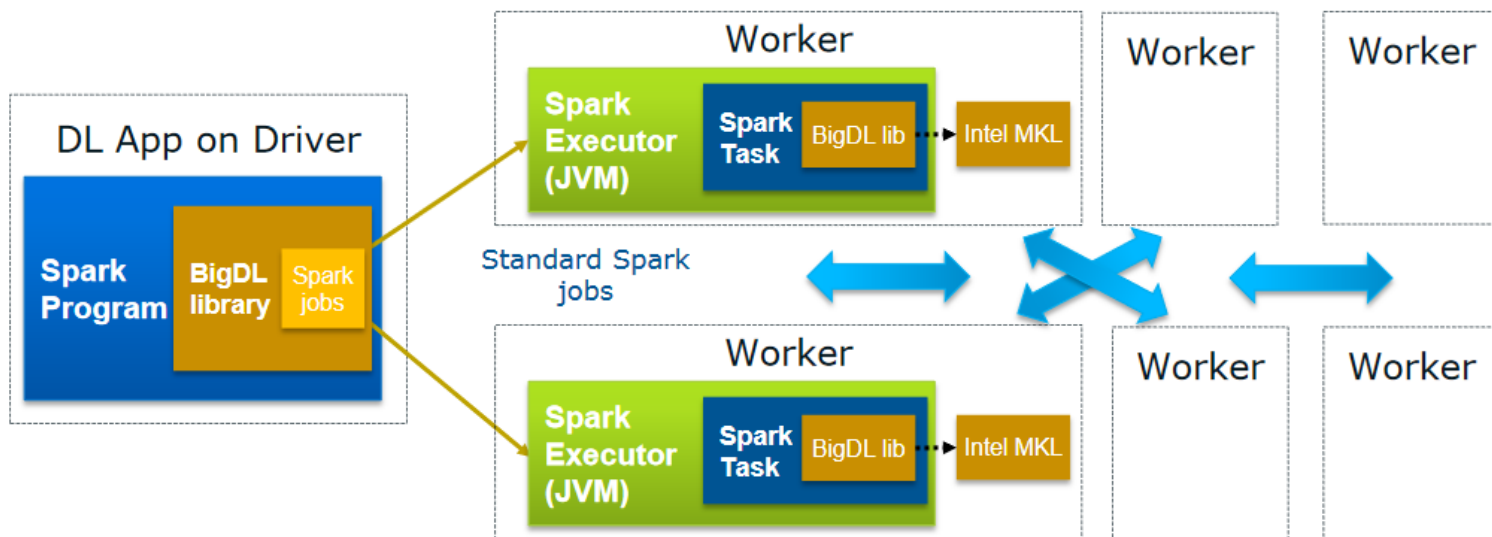 DL App on Driver
Spark
Program
BigDL
library
Spark
jobs
Worker
Spark
Executor
(JVM)
Spark
Task
BigDL lib
Intel MKL
Worker
Worker
Standard Spark
jobs
Worker
Spark
Executor
(JVM)
Spark
Task
BigDL lib
Intel MKL
Worker
Worker